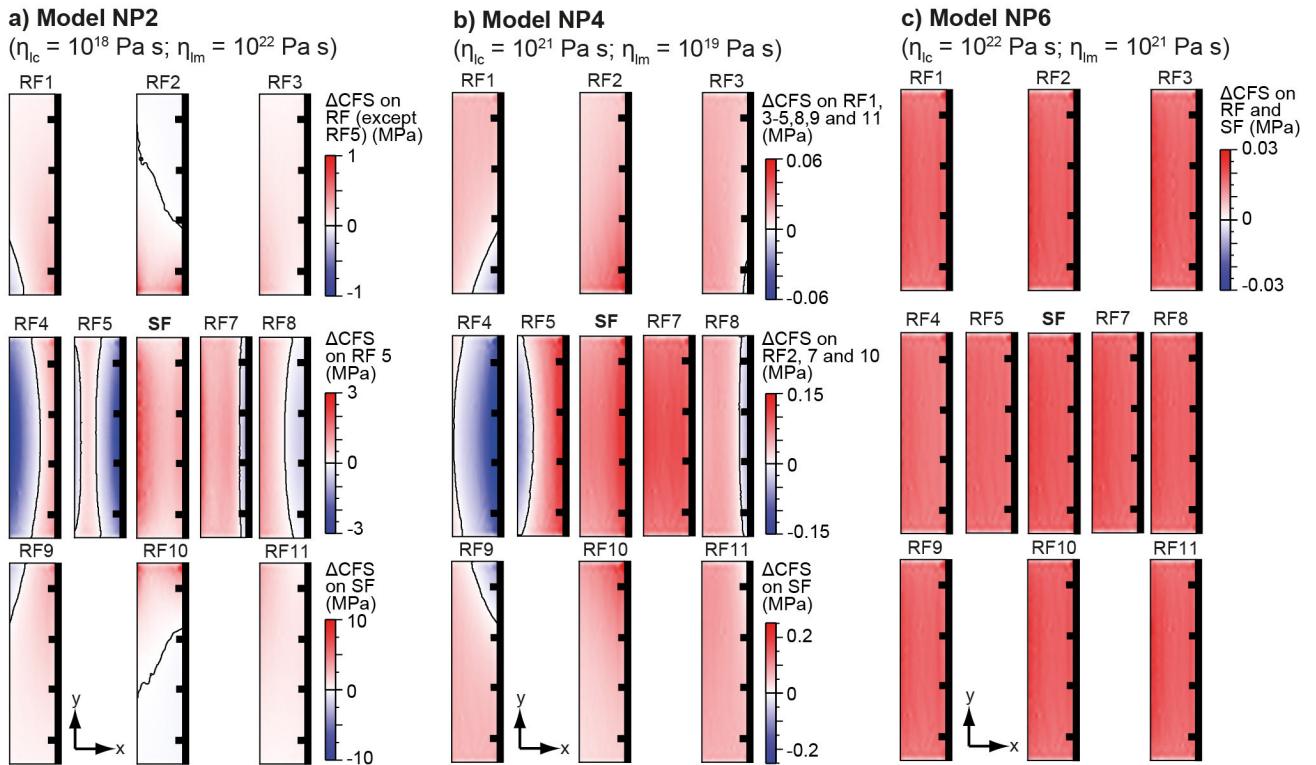 a) Model NP2
(ηlc = 10^18 Pa s; ηlm = 10^22 Pa s)
RF1
RF2
RF3
ΔCFS on
RF (except
RF5) (MPa)
1
0
-1
RF4
RF5
SF
RF7
RF8
ΔCFS
on RF 5
(MPa)
3
0
-3
RF9
RF10
RF11
ΔCFS
on SF
(MPa)
10
0
-10
y
x
b) Model NP4
(ηlc = 10^21 Pa s; ηlm = 10^19 Pa s)
RF1
RF2
RF3
ΔCFS on RF1,
3-5,8,9 and 11
(MPa)
0.06
0
-0.06
RF4
RF5
SF
RF7
RF8
ΔCFS on
RF2, 7 and 10
(MPa)
0.15
0
-0.15
RF9
RF10
RF11
ΔCFS
on SF
(MPa)
0.2
0
-0.2
y
x
c) Model NP6
(ηlc = 10^22 Pa s; ηlm = 10^21 Pa s)
RF1
RF2
RF3
ΔCFS on
RF and
SF (MPa)
0.03
0
-0.03
RF4
RF5
SF
RF7
RF8
RF9
RF10
RF11
y
x